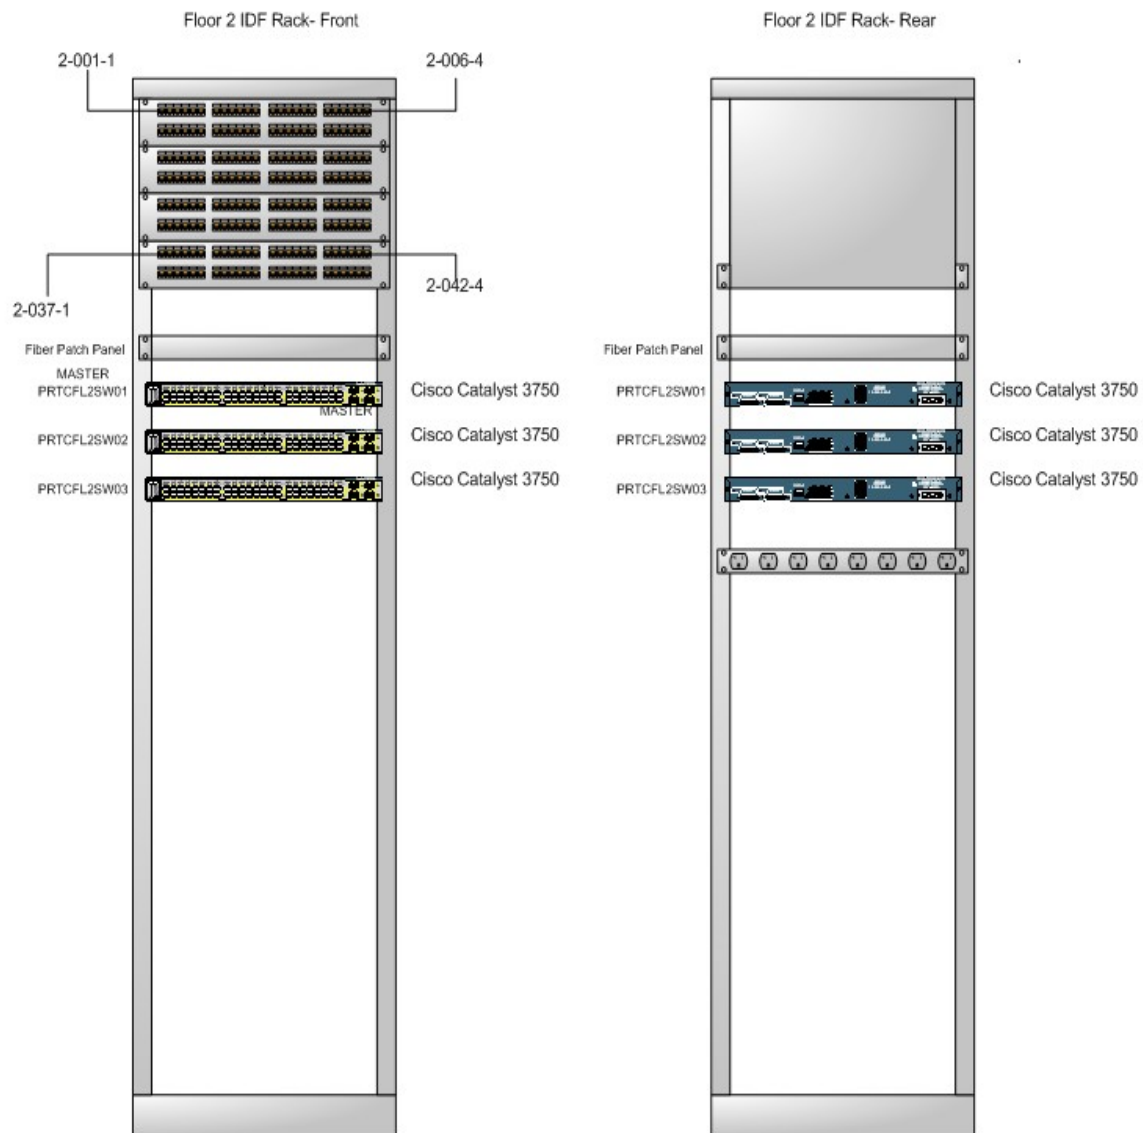 Floor 2 IDF Rack- Front
2-001-1
2-006-4
2-037-1
2-042-4
Fiber Patch Panel
MASTER
PRTCFL2SW01
Cisco Catalyst 3750
MASTER
PRTCFL2SW02
Cisco Catalyst 3750
PRTCFL2SW03
Cisco Catalyst 3750
Floor 2 IDF Rack- Rear
Fiber Patch Panel
PRTCFL2SW01
Cisco Catalyst 3750
PRTCFL2SW02
Cisco Catalyst 3750
PRTCFL2SW03
Cisco Catalyst 3750